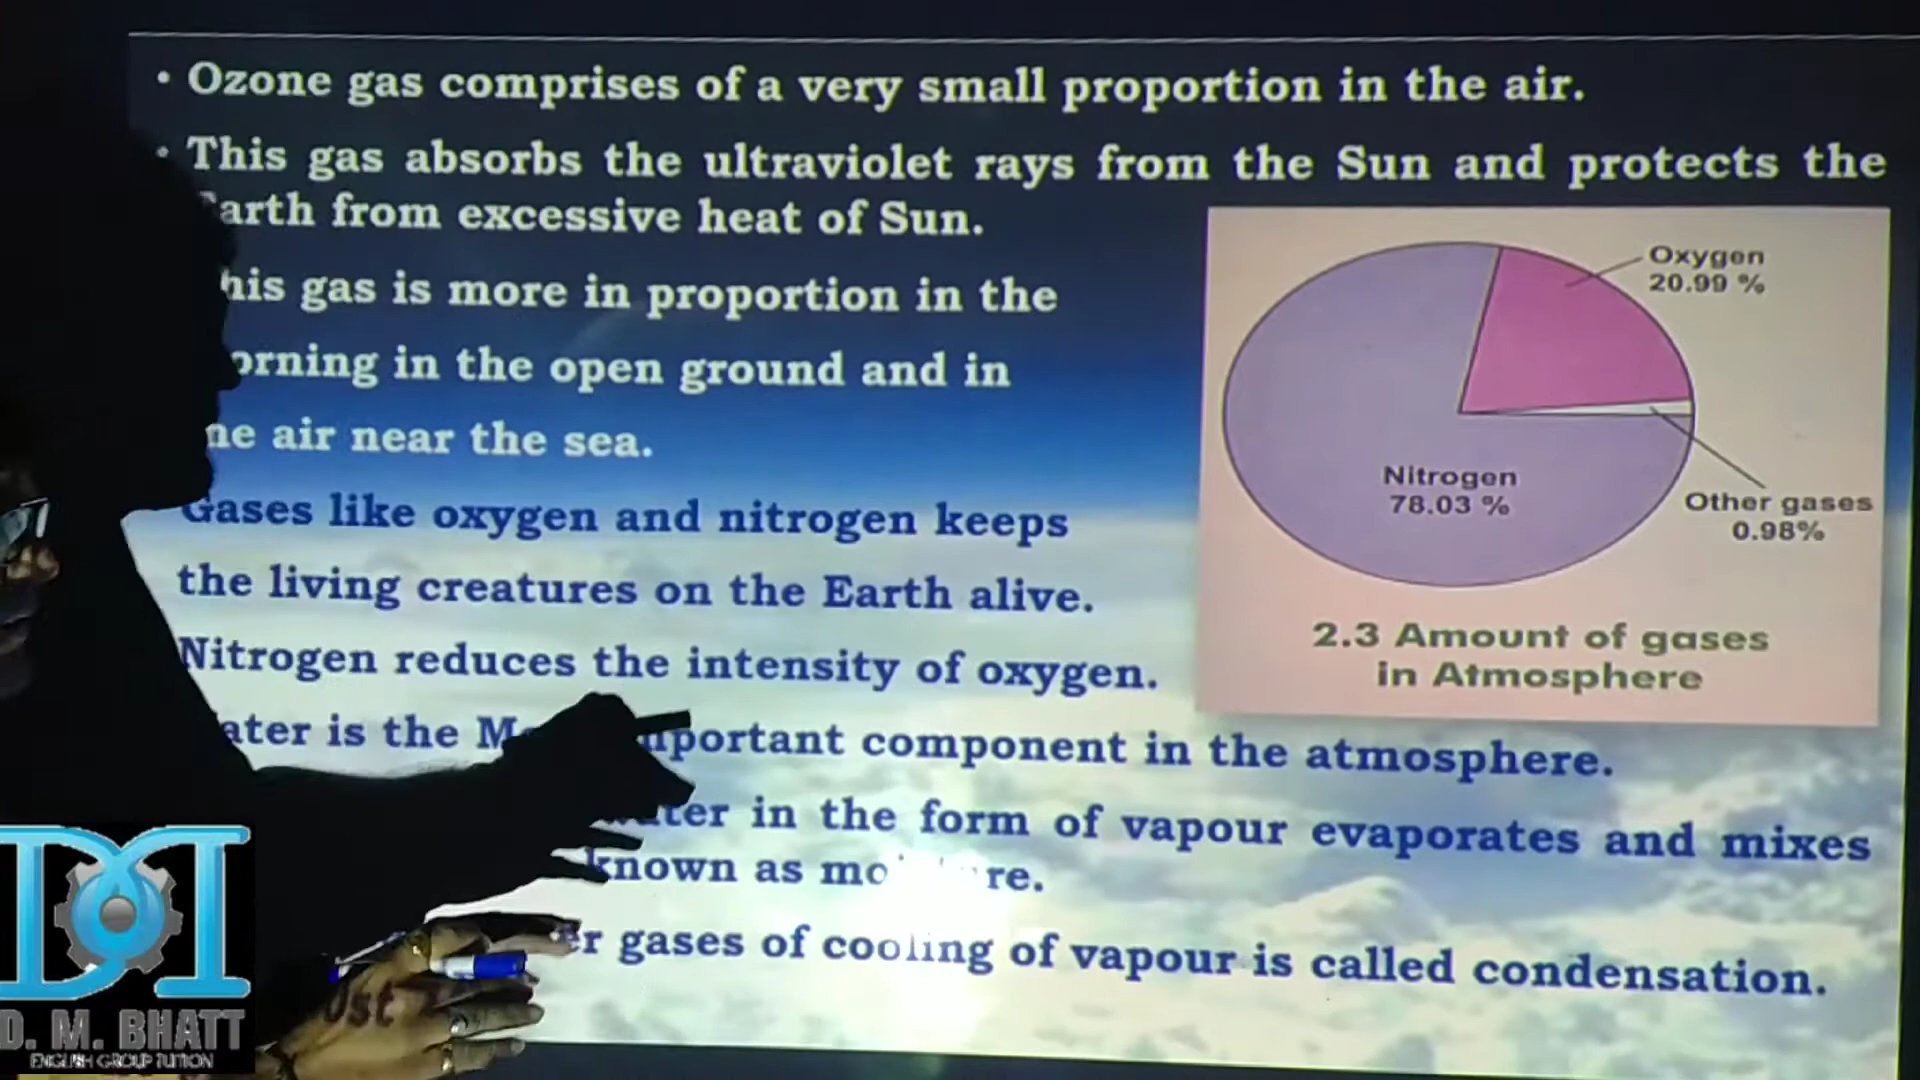 • Ozone gas comprises of a very small proportion in the air.
• This gas absorbs the ultraviolet rays from the Sun and protects the
Earth from excessive heat of Sun.
his gas is more in proportion in the
orning in the open ground and in
he air near the sea.
Gases like oxygen and nitrogen keeps
the living creatures on the Earth alive.
Nitrogen reduces the intensity of oxygen.
ater is the important component in the atmosphere.
in the form of vapour evaporates and mixes
known as
gases of cooling of vapour is called condensation.
Oxygen
20.99 %
Nitrogen
78.03 %
Other gases
0.98%
2.3 Amount of gases
in Atmosphere
D. M. BHATT
ENGLISH GROUP TUITION